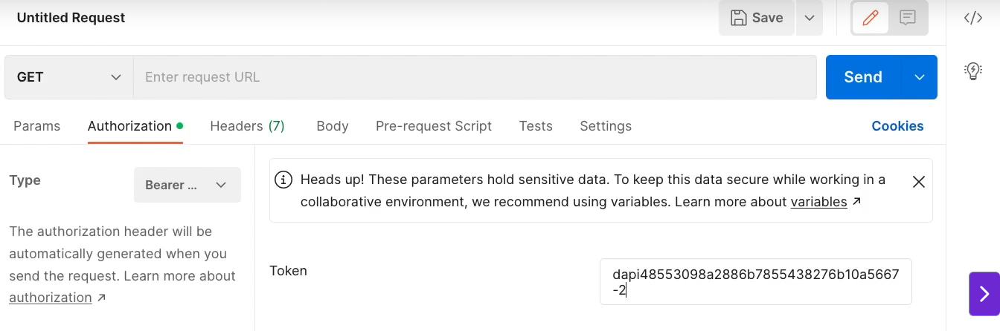 Untitled Request
Save
GET
Enter request URL
Send
Params
Authorization
Headers (7)
Body
Pre-request Script
Tests
Settings
Cookies
Type
Bearer ...
The authorization header will be
automatically generated when you
send the request. Learn more about
authorization ↗
Heads up! These parameters hold sensitive data. To keep this data secure while working in a
collaborative environment, we recommend using variables. Learn more about variables ↗
Token
dapi48553098a2886b7855438276b10a5667
-2